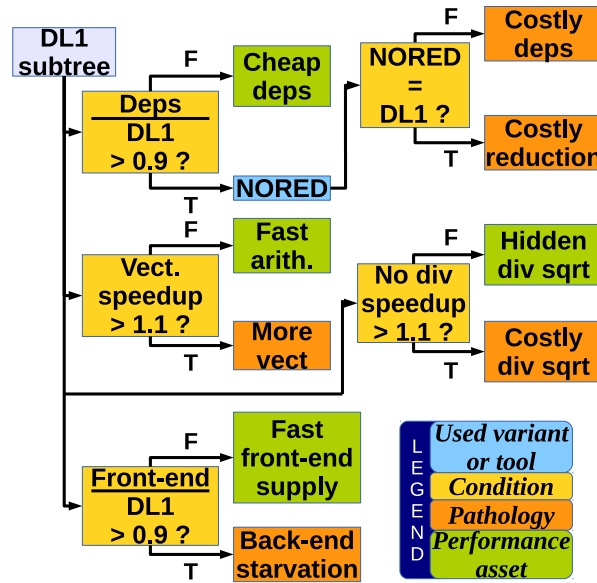 DL1
subtree
F
Cheap
deps
Deps
DL1
> 0.9 ?
T
NORED
NORED
=
DL1 ?
F
Costly
deps
T
Costly
reduction
F
Fast
arith.
Vect.
speedup
> 1.1 ?
T
More
vect
No div
speedup
> 1.1 ?
F
Hidden
div sqrt
T
Costly
div sqrt
F
Fast
front-end
supply
Front-end
DL1
> 0.9 ?
T
Back-end
starvation
LEGEND
Used variant
or tool
Condition
Pathology
Performance
asset